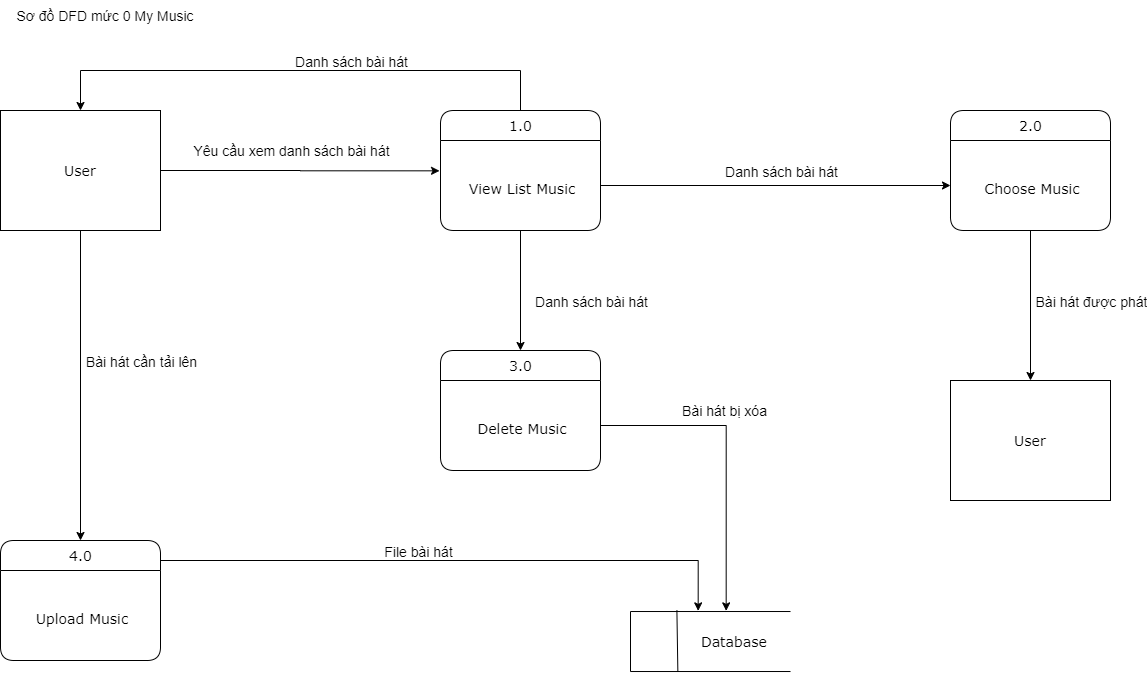 Sơ đồ DFD mức 0 My Music
Danh sách bài hát
1.0
2.0
User
Yêu cầu xem danh sách bài hát
View List Music
Danh sách bài hát
Choose Music
Danh sách bài hát
Bài hát được phát
Bài hát cần tải lên
3.0
Delete Music
Bài hát bị xóa
User
4.0
File bài hát
Upload Music
Database